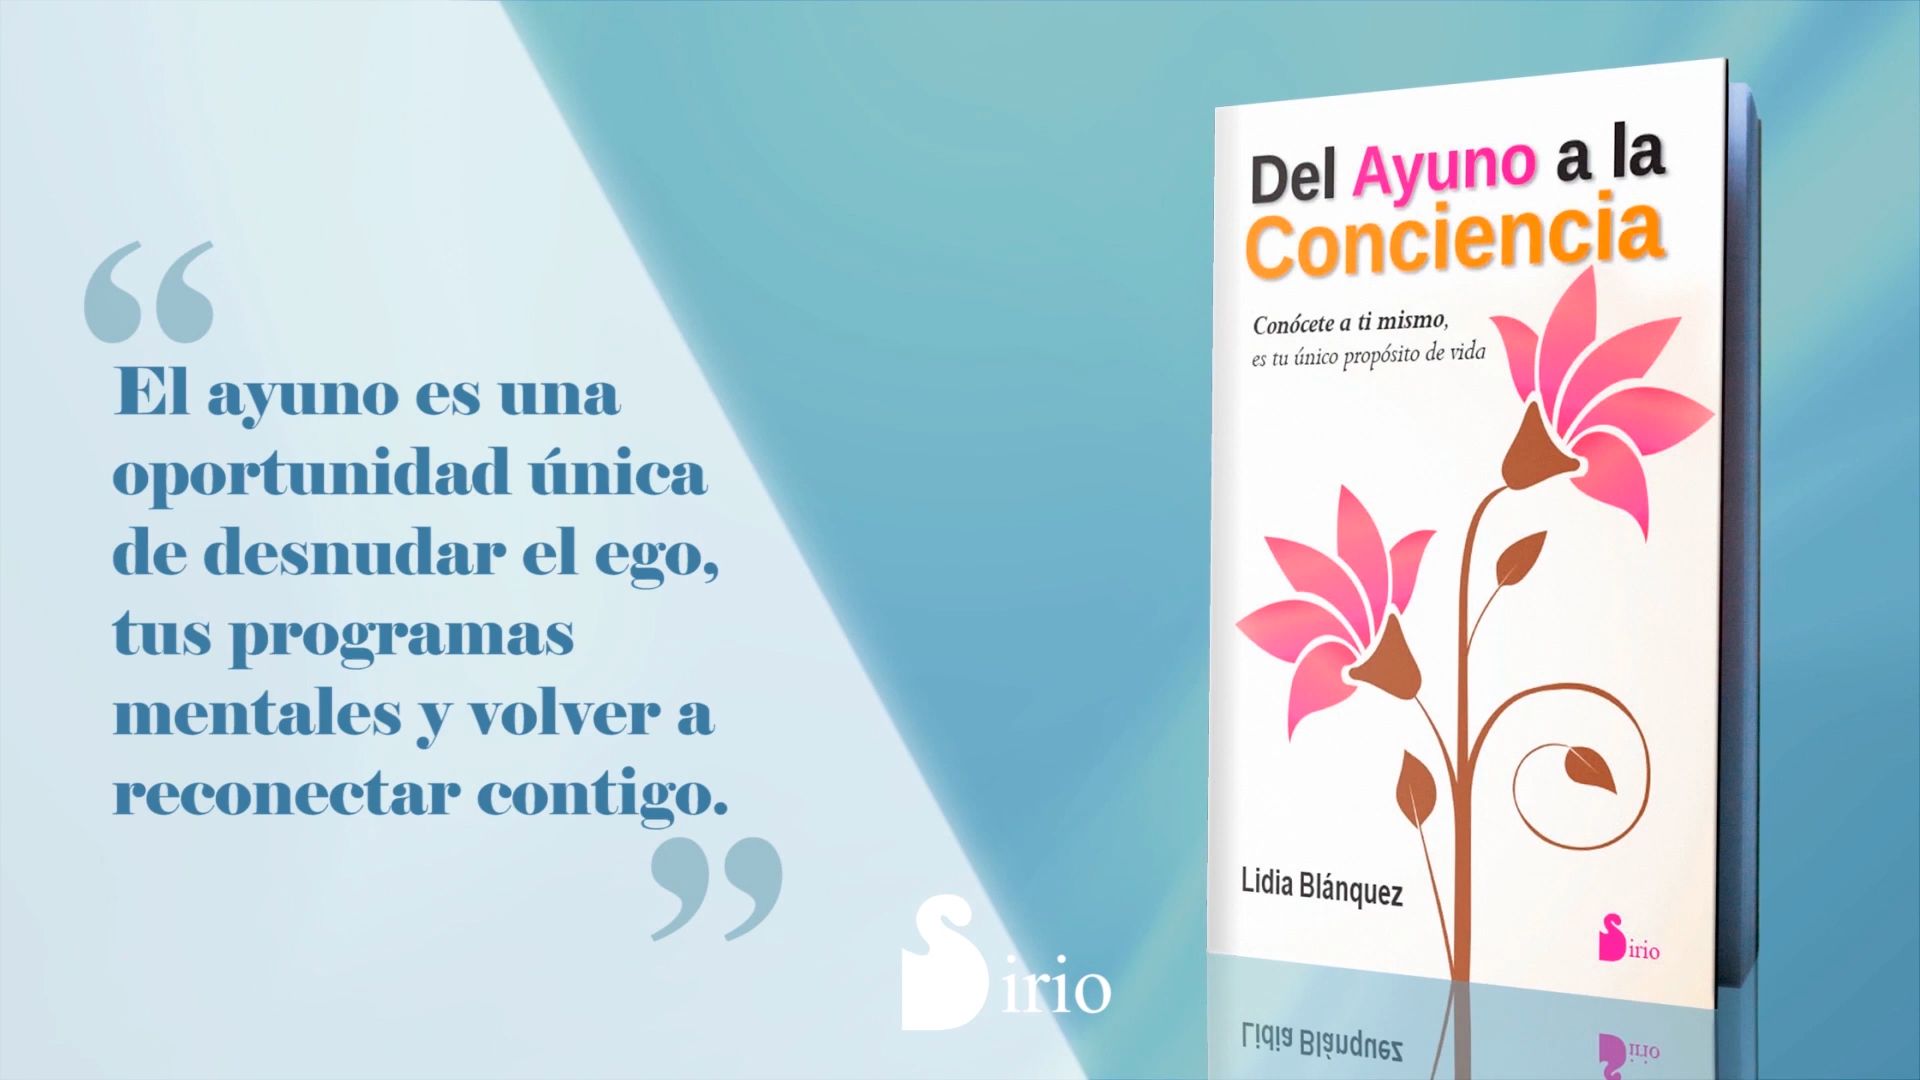 “
El ayuno es una
oportunidad única
de desnudar el ego,
tus programas
mentales y volver a
reconectar contigo.
”
Sirio
Del Ayuno a la
Conciencia
Conócete a ti mismo,
es tu único propósito de vida
Lidia Blánquez
Sirio